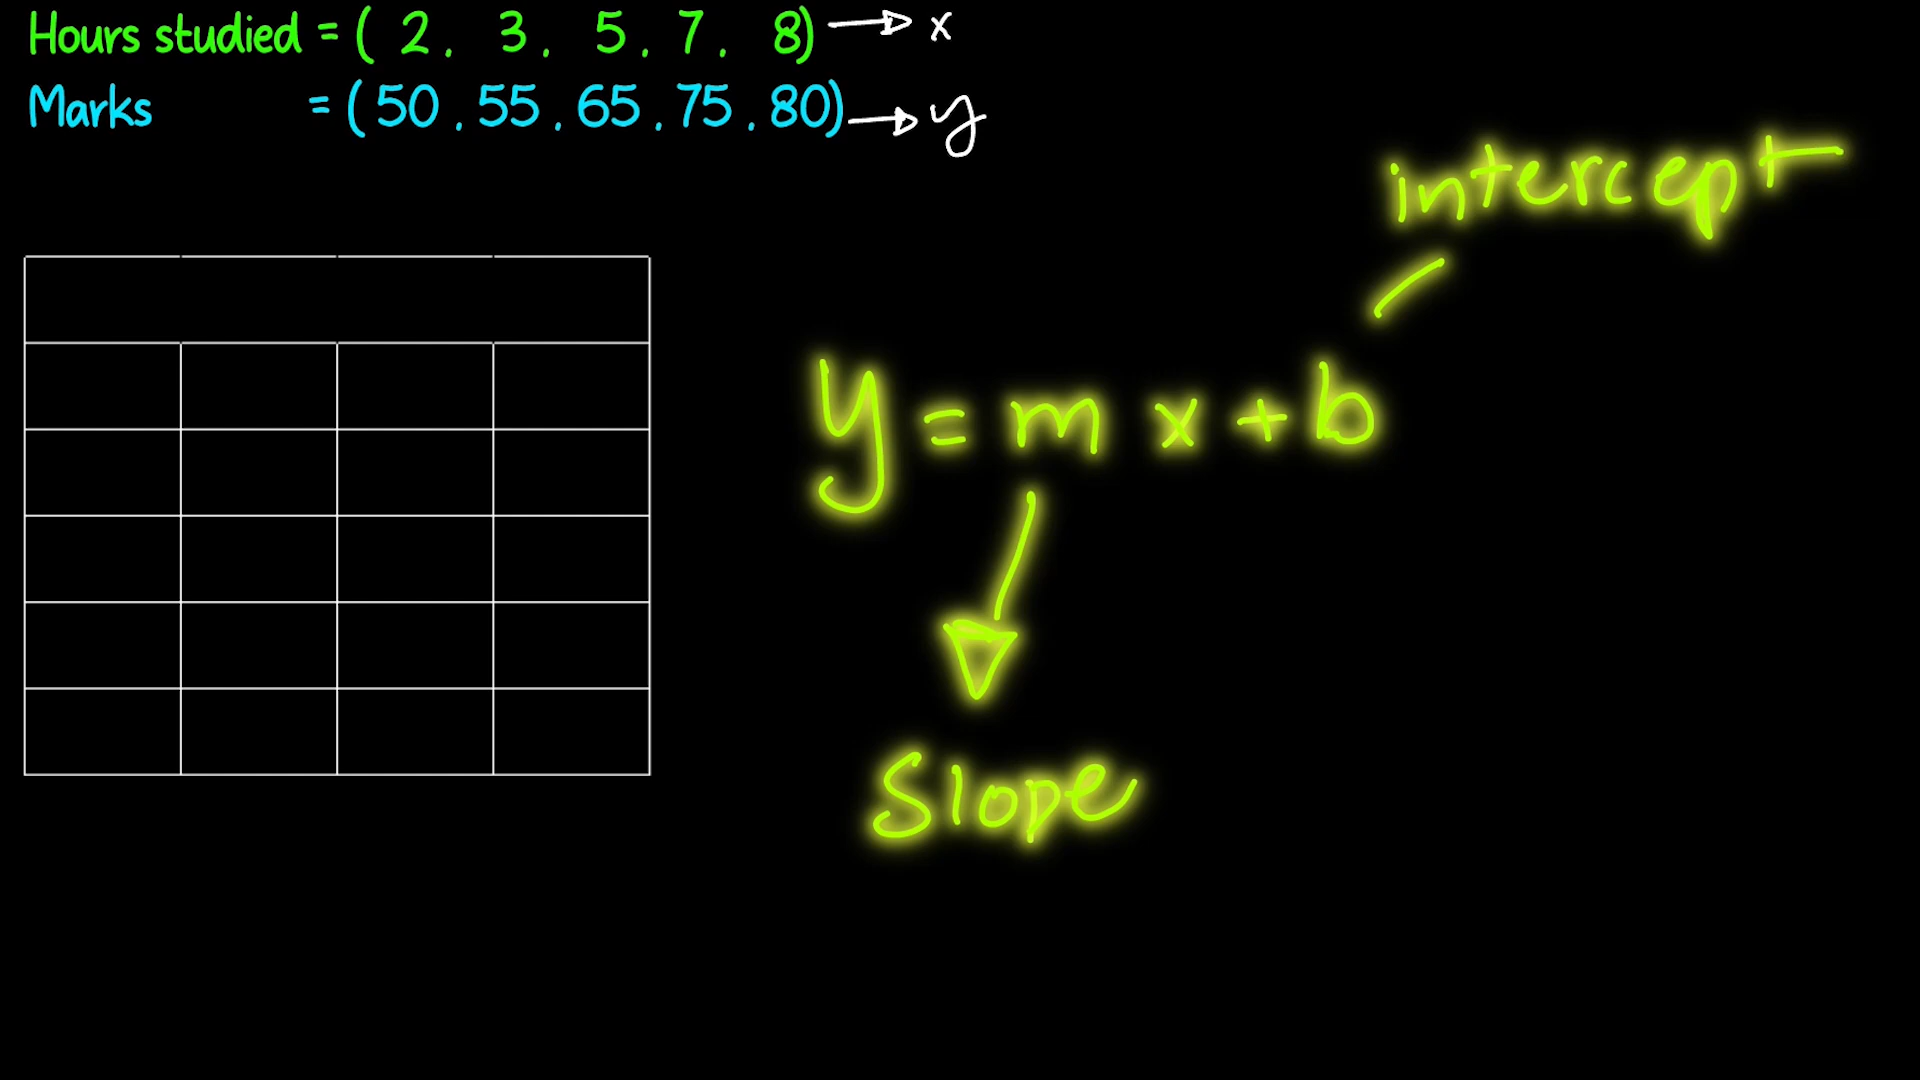 Hours studied = ( 2 . 3 . 5 . 7 . 8) → x
Marks = ( 50 . 55 . 65 . 75 . 80) → y
intercept
y = m x + b
Slope